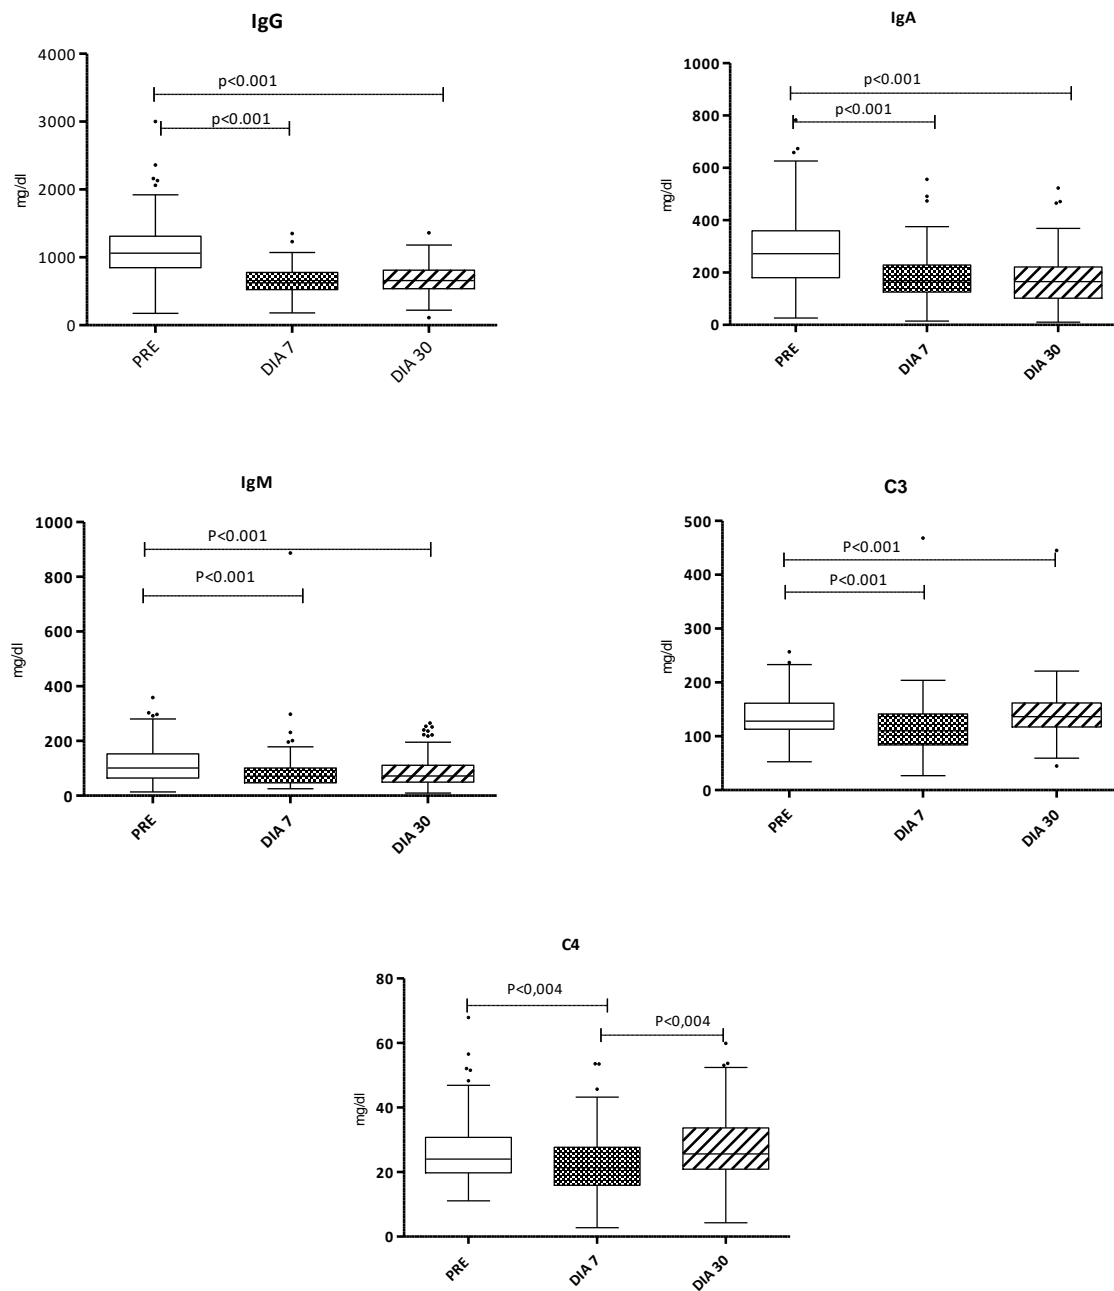 IgG
4000
3000
2000
1000
0
mg/dl
p<0.001
p<0.001
PRE
DIA 7
DIA 30
IgA
1000
800
600
400
200
0
mg/dl
p<0.001
p<0.001
PRE
DIA 7
DIA 30
IgM
1000
800
600
400
200
0
mg/dl
P<0.001
P<0.001
PRE
DIA 7
DIA 30
C3
500
400
300
200
100
0
mg/dl
P<0.001
P<0.001
PRE
DIA 7
DIA 30
C4
80
60
40
20
0
mg/dl
P<0,004
P<0,004
PRE
DIA 7
DIA 30